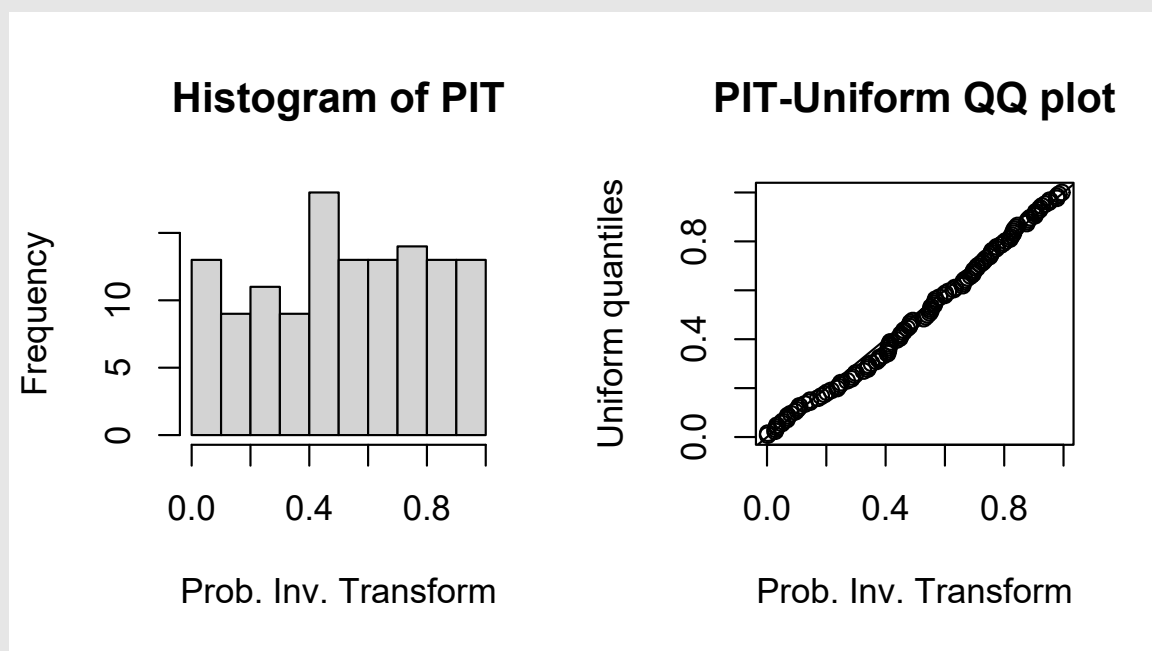 Histogram of PIT
Frequency
0 5 10
0.0 0.4 0.8
Prob. Inv. Transform
PIT-Uniform QQ plot
Uniform quantiles
0.0 0.4 0.8
0.0 0.4 0.8
Prob. Inv. Transform